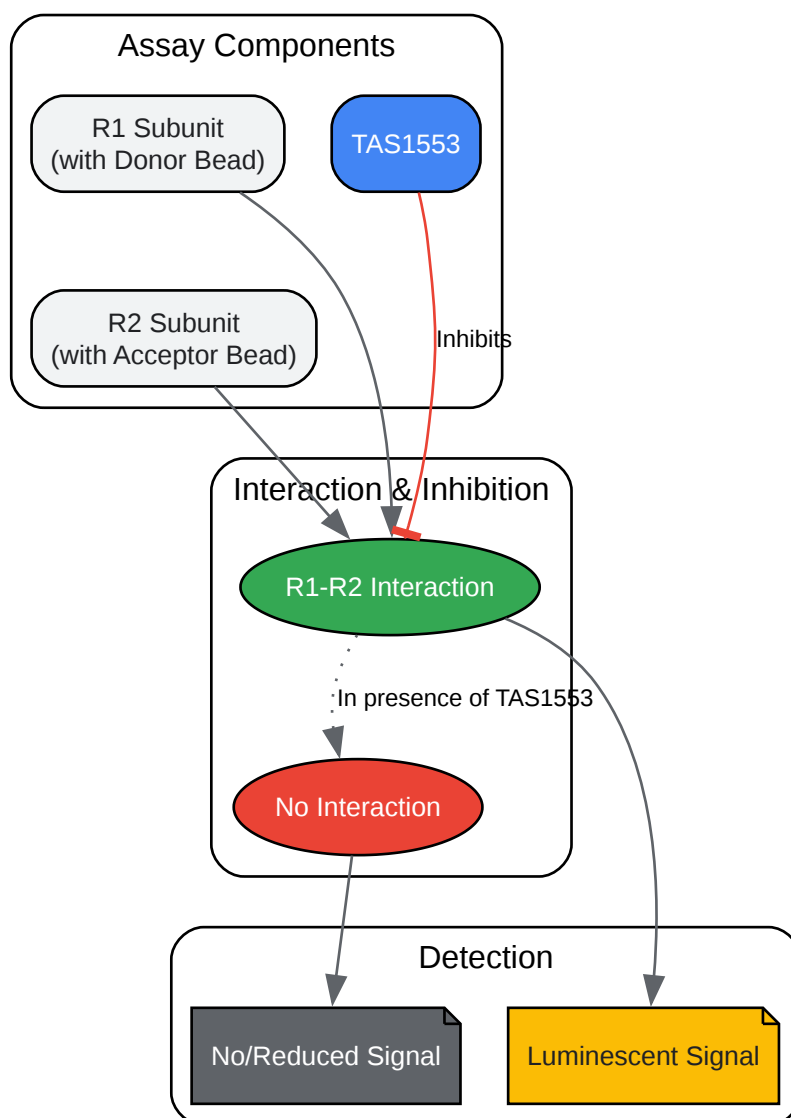 Assay Components
R1 Subunit
(with Donor Bead)
TAS1553
R2 Subunit
(with Acceptor Bead)
Inhibits
Interaction & Inhibition
R1-R2 Interaction
In presence of TAS1553
No Interaction
Detection
No/Reduced Signal
Luminescent Signal